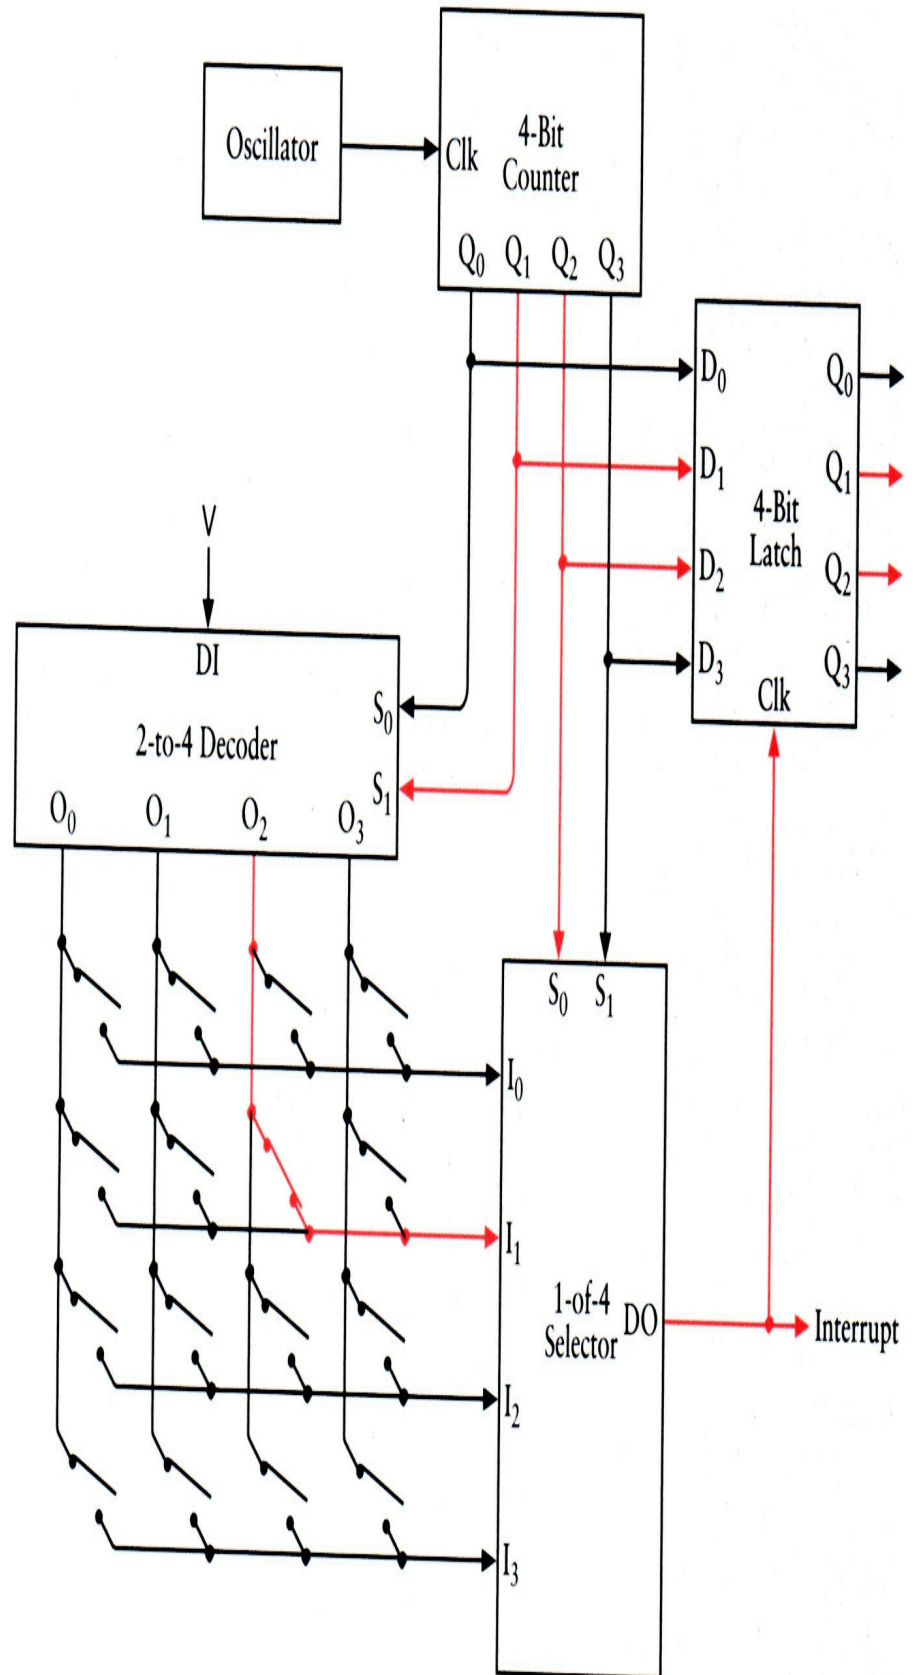 4-Bit
Counter
Oscillator
Clk
Q0 Q1 Q2 Q3
D0 Q0
D1 Q1
4-Bit
Latch
D2 Q2
D3 Q3
Clk
V
DI
S0
2-to-4 Decoder
S1
O0 O1 O2 O3
S0 S1
I0
I1
1-of-4
Selector
DO
Interrupt
I2
I3